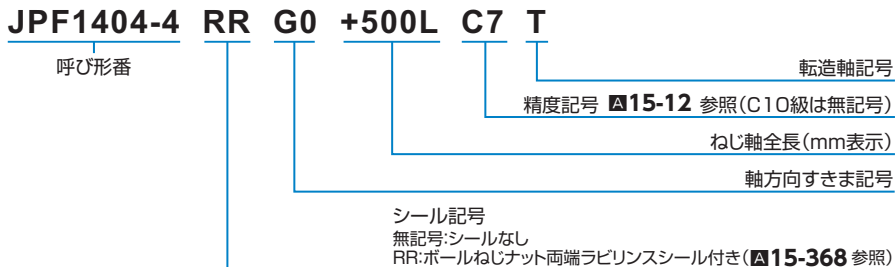 JPF1404-4 RR G0 +500L C7 T
呼び形番
転造軸記号
精度記号 A15-12 参照(C10級は無記号)
ねじ軸全長(mm表示)
軸方向すきま記号
シール記号
無記号:シールなし
RR:ボールねじナット両端ラビリンスシール付き(A15-368 参照)